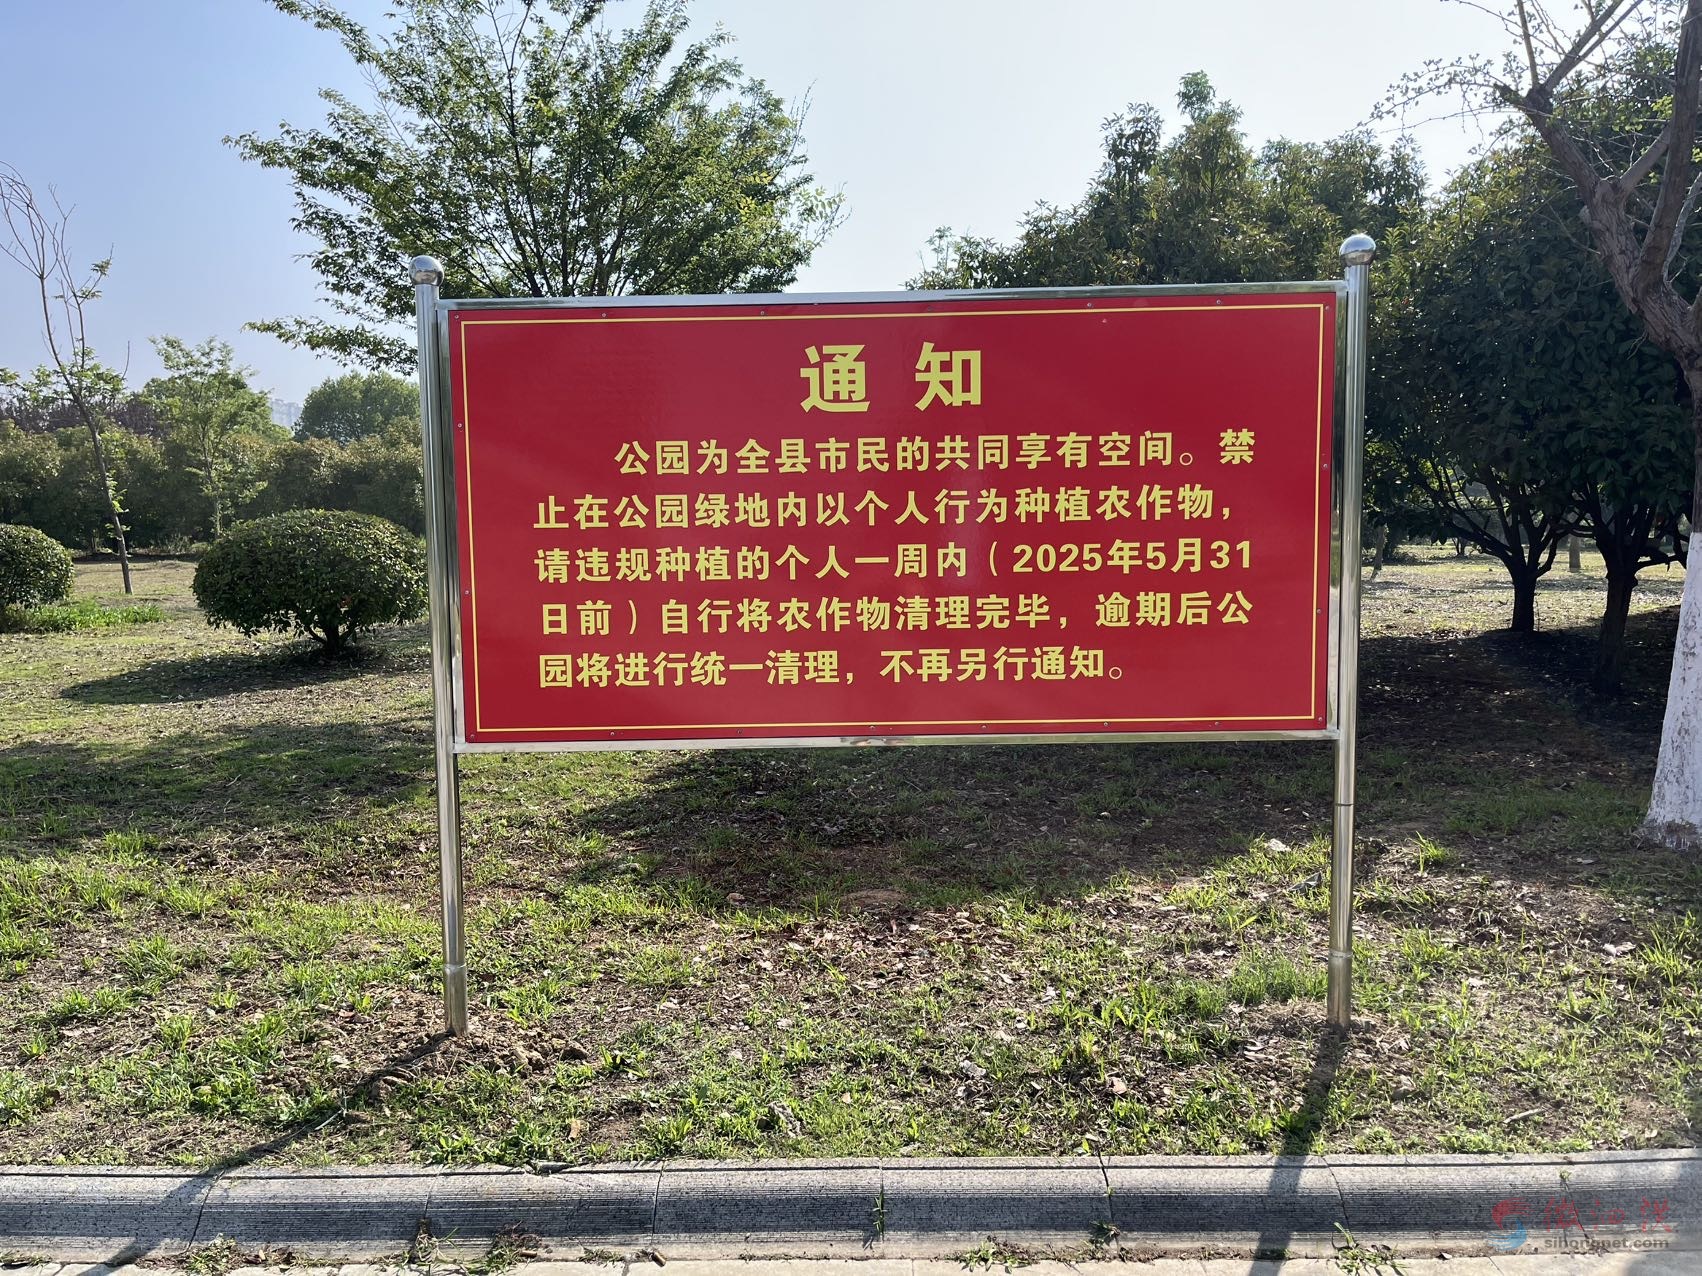 通知
公园为全县市民的共同享有空间。禁
止在公园绿地内以个人行为种植农作物，
请违规种植的个人一周内（2025年5月31
日前）自行将农作物清理完毕，逾期后公
园将进行统一清理，不再另行通知。
sihongnet.com